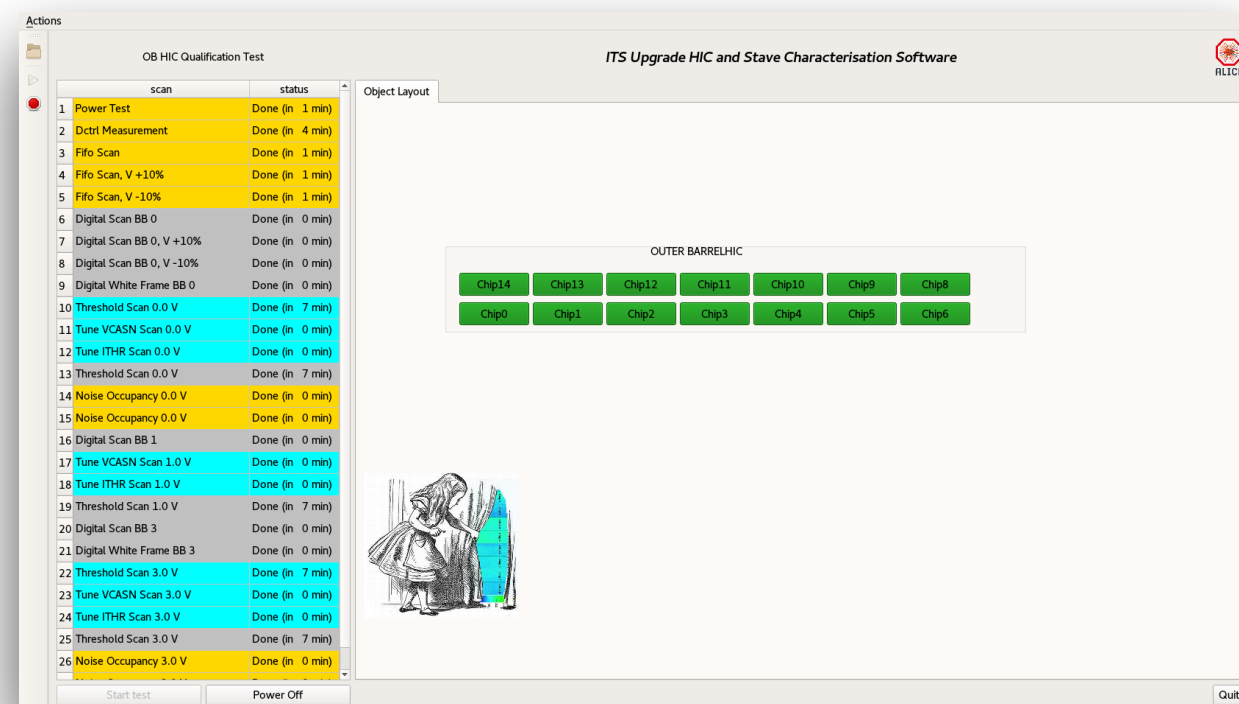 Actions
OB HIC Qualification Test
ITS Upgrade HIC and Stave Characterisation Software
ALICE
scan status
1 Power Test Done (in 1 min)
2 Dctrl Measurement Done (in 4 min)
3 Fifo Scan Done (in 1 min)
4 Fifo Scan, V +10% Done (in 1 min)
5 Fifo Scan, V -10% Done (in 1 min)
6 Digital Scan BB 0 Done (in 0 min)
7 Digital Scan BB 0, V +10% Done (in 0 min)
8 Digital Scan BB 0, V -10% Done (in 0 min)
9 Digital White Frame BB 0 Done (in 0 min)
10 Threshold Scan 0.0 V Done (in 7 min)
11 Tune VCASN Scan 0.0 V Done (in 0 min)
12 Tune ITHR Scan 0.0 V Done (in 0 min)
13 Threshold Scan 0.0 V Done (in 7 min)
14 Noise Occupancy 0.0 V Done (in 0 min)
15 Noise Occupancy 0.0 V Done (in 0 min)
16 Digital Scan BB 1 Done (in 0 min)
17 Tune VCASN Scan 1.0 V Done (in 0 min)
18 Tune ITHR Scan 1.0 V Done (in 0 min)
19 Threshold Scan 1.0 V Done (in 7 min)
20 Digital Scan BB 3 Done (in 0 min)
21 Digital White Frame BB 3 Done (in 0 min)
22 Threshold Scan 3.0 V Done (in 7 min)
23 Tune VCASN Scan 3.0 V Done (in 0 min)
24 Tune ITHR Scan 3.0 V Done (in 0 min)
25 Threshold Scan 3.0 V Done (in 7 min)
26 Noise Occupancy 3.0 V Done (in 0 min)
Start test Power Off
Object Layout
OUTER BARRELHIC
Chip14 Chip13 Chip12 Chip11 Chip10 Chip9 Chip8
Chip0 Chip1 Chip2 Chip3 Chip4 Chip5 Chip6
Quit